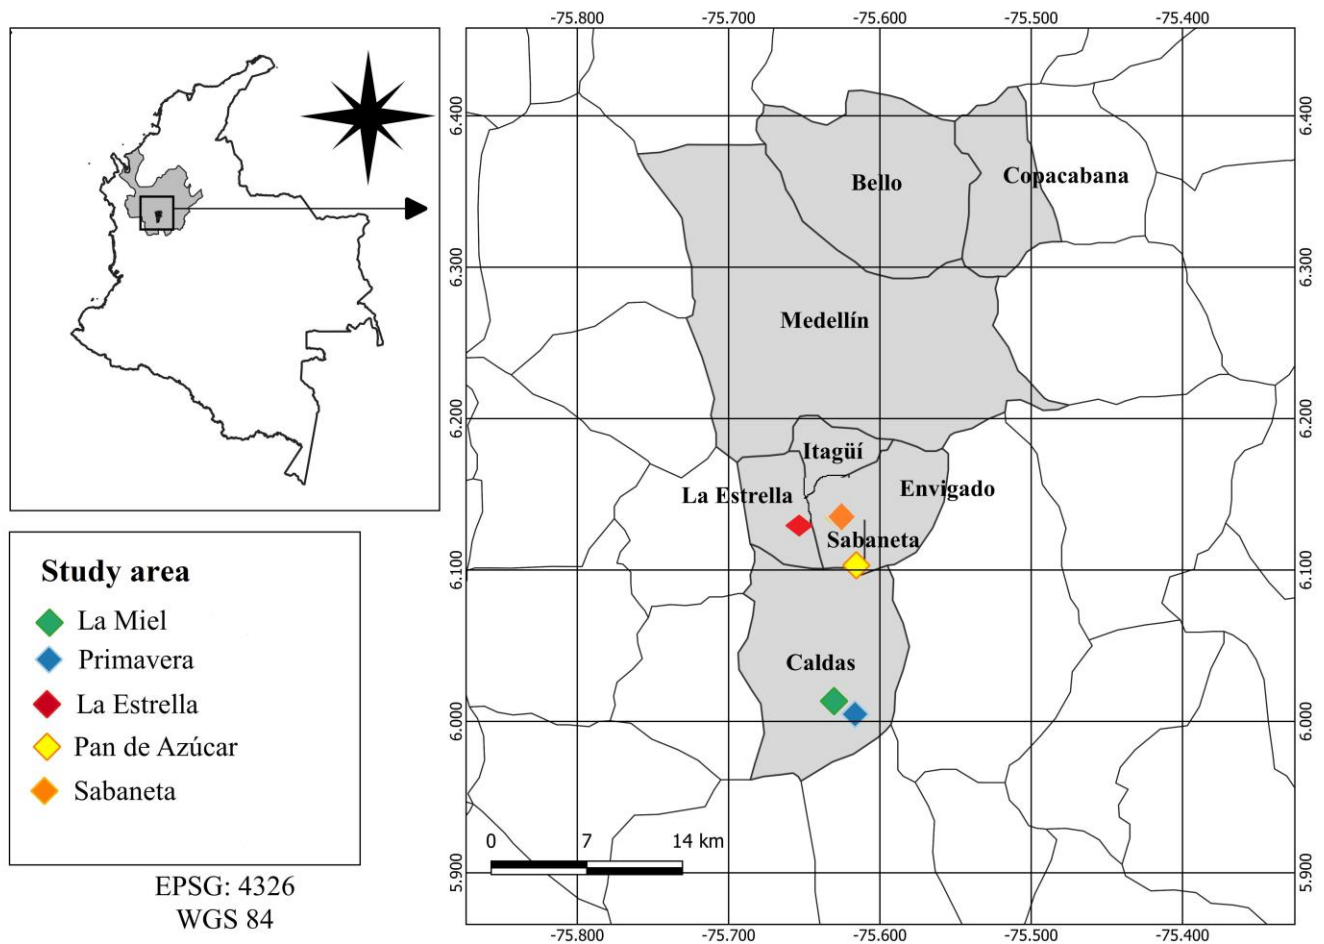 -75.800 -75.700 -75.600 -75.500 -75.400
6.400 6.400
Bello
Copacabana
6.300 6.300
Medellín
6.200 6.200
Itagüí
La Estrella
Envigado
Sabaneta
6.100 6.100
Caldas
6.000 6.000
0 7 14 km
5.900 5.900
-75.800 -75.700 -75.600 -75.500 -75.400
Study area
La Miel
Primavera
La Estrella
Pan de Azúcar
Sabaneta
EPSG: 4326
WGS 84